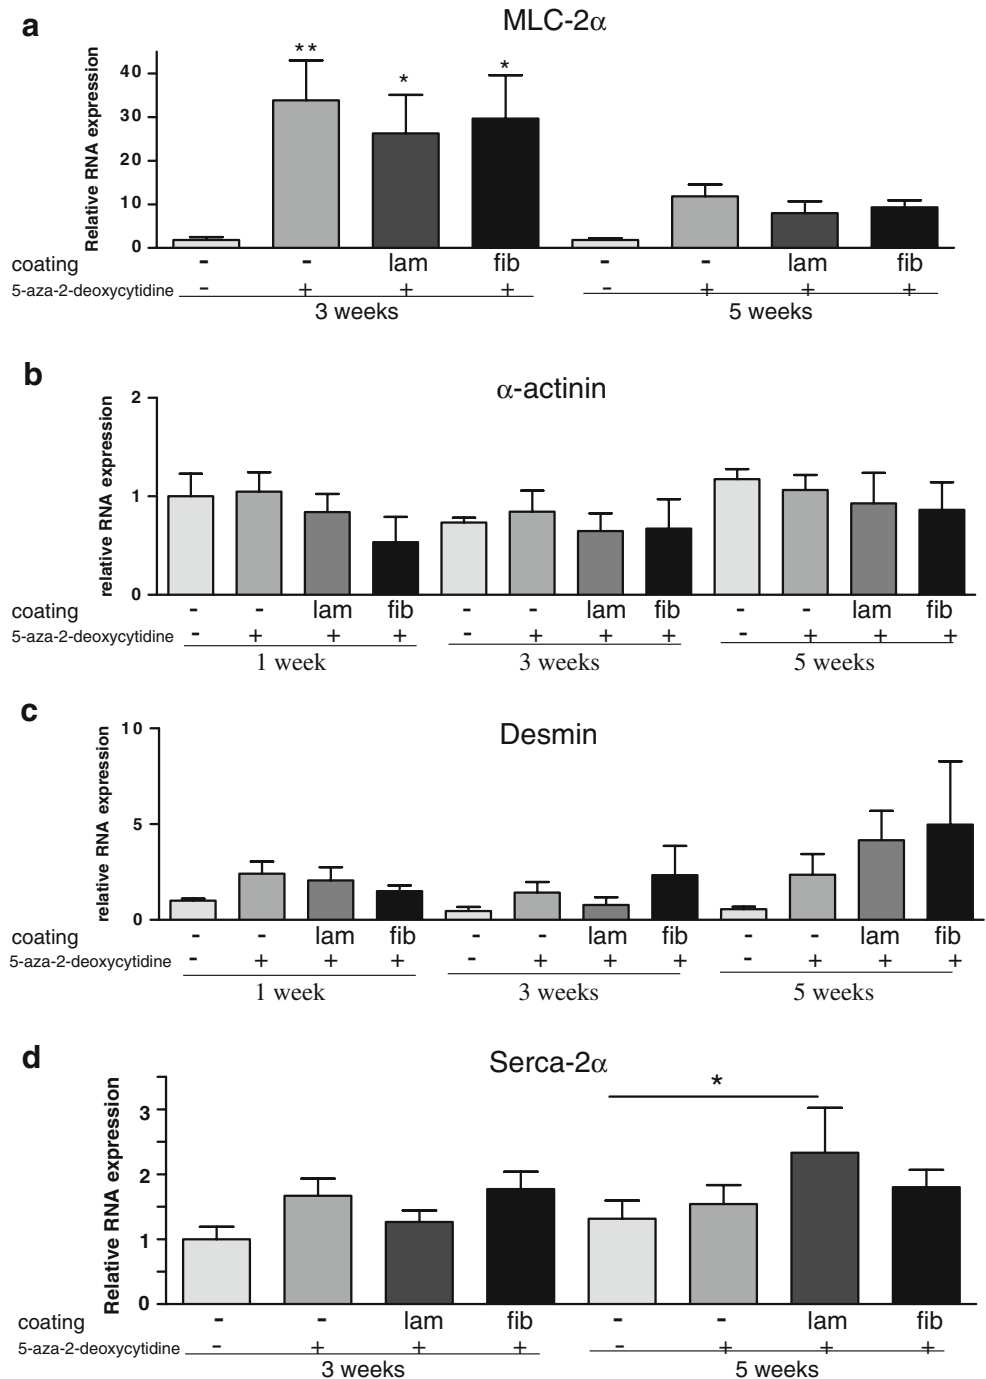 a
MLC-2α
Relative RNA expression
**
*
*
40
30
20
10
0
coating - - lam fib - - lam fib
5-aza-2-deoxycytidine - + + + - + + +
3 weeks 5 weeks
b
α-actinin
relative RNA expression
2
1
0
coating - - lam fib - - lam fib - - lam fib
5-aza-2-deoxycytidine - + + + - + + + - + + +
1 week 3 weeks 5 weeks
c
Desmin
relative RNA expression
10
5
0
coating - - lam fib - - lam fib - - lam fib
5-aza-2-deoxycytidine - + + + - + + + - + + +
1 week 3 weeks 5 weeks
d
Serca-2α
Relative RNA expression
*
3
2
1
0
coating - - lam fib - - lam fib
5-aza-2-deoxycytidine - + + + - + + +
3 weeks 5 weeks